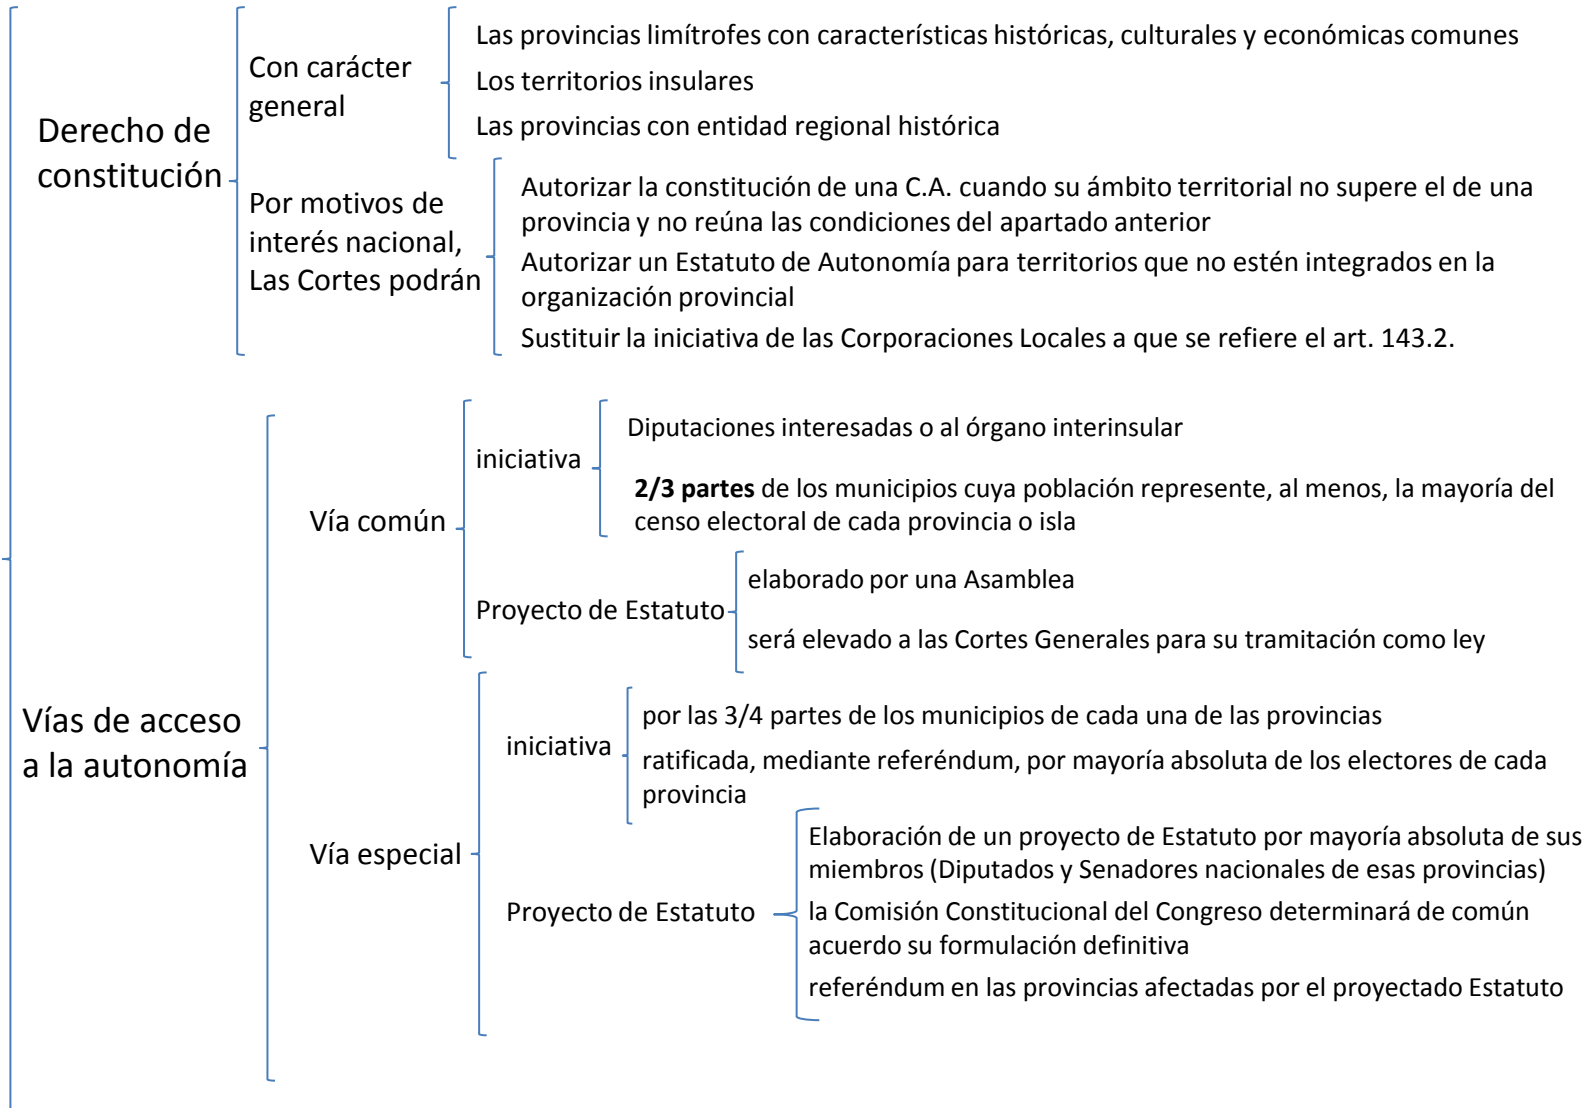 Derecho de
constitución
Con carácter
general
Las provincias limítrofes con características históricas, culturales y económicas comunes
Los territorios insulares
Las provincias con entidad regional histórica
Por motivos de
interés nacional,
Las Cortes podrán
Autorizar la constitución de una C.A. cuando su ámbito territorial no supere el de una
provincia y no reúna las condiciones del apartado anterior
Autorizar un Estatuto de Autonomía para territorios que no estén integrados en la
organización provincial
Sustituir la iniciativa de las Corporaciones Locales a que se refiere el art. 143.2.
Vías de acceso
a la autonomía
Vía común
iniciativa
Diputaciones interesadas o al órgano interinsular
2/3 partes de los municipios cuya población represente, al menos, la mayoría del
censo electoral de cada provincia o isla
Proyecto de Estatuto
elaborado por una Asamblea
será elevado a las Cortes Generales para su tramitación como ley
Vía especial
iniciativa
por las 3/4 partes de los municipios de cada una de las provincias
ratificada, mediante referéndum, por mayoría absoluta de los electores de cada
provincia
Proyecto de Estatuto
Elaboración de un proyecto de Estatuto por mayoría absoluta de sus
miembros (Diputados y Senadores nacionales de esas provincias)
la Comisión Constitucional del Congreso determinará de común
acuerdo su formulación definitiva
referéndum en las provincias afectadas por el proyectado Estatuto